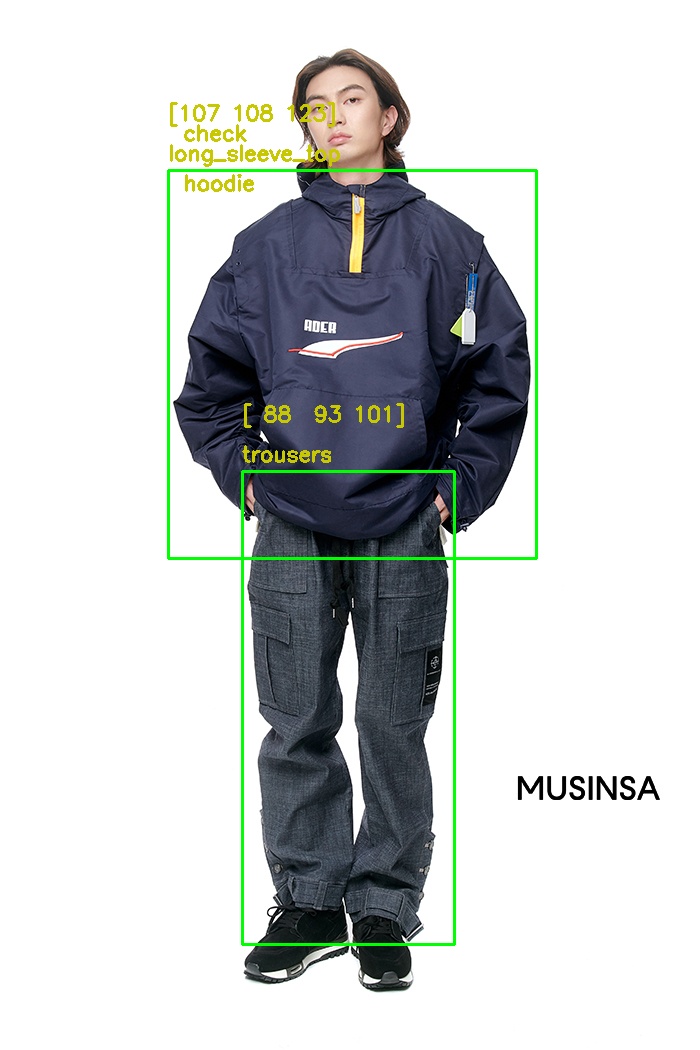 [107 108 123]
check
long_sleeve_top
hoodie
ADER
[ 88  93 101]
trousers
MUSINSA